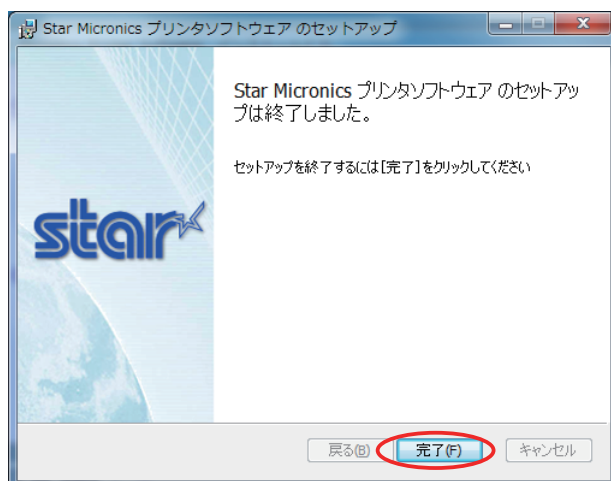 Star Micronics プリンタソフトウェア のセットアップ
Star Micronics プリンタソフトウェア のセットアッ
プは終了しました。
セットアップを終了するには[完了]をクリックしてください
star
戻る(B)
完了(F)
キャンセル